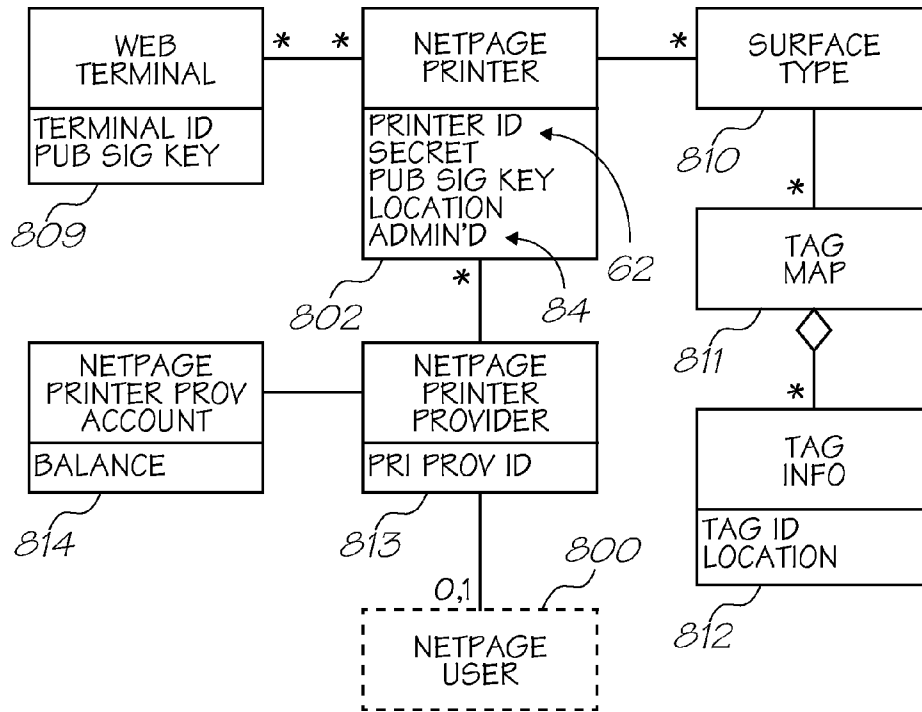 WEB
TERMINAL
TERMINAL ID
PUB SIG KEY
809
*
*
NETPAGE
PRINTER
PRINTER ID
SECRET
PUB SIG KEY
LOCATION
ADMIN'D
802
62
84
*
*
SURFACE
TYPE
810
*
TAG
MAP
811
*
TAG
INFO
TAG ID
LOCATION
812
NETPAGE
PRINTER PROV
ACCOUNT
BALANCE
814
NETPAGE
PRINTER
PROVIDER
PRI PROV ID
813
800
0,1
NETPAGE
USER